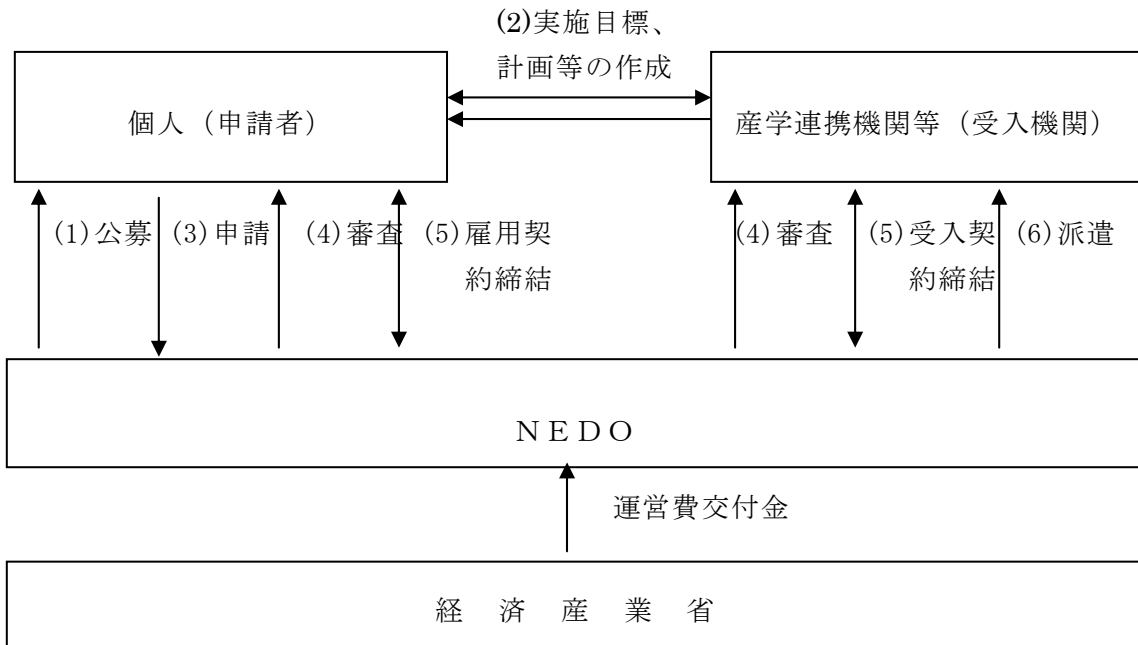 (2)実施目標、
計画等の作成
個人（申請者）
産学連携機関等（受入機関）
(1)公募
(3)申請
(4)審査
(5)雇用契
約締結
(4)審査
(5)受入契
約締結
(6)派遣
ＮＥＤＯ
運営費交付金
経　済　産　業　省